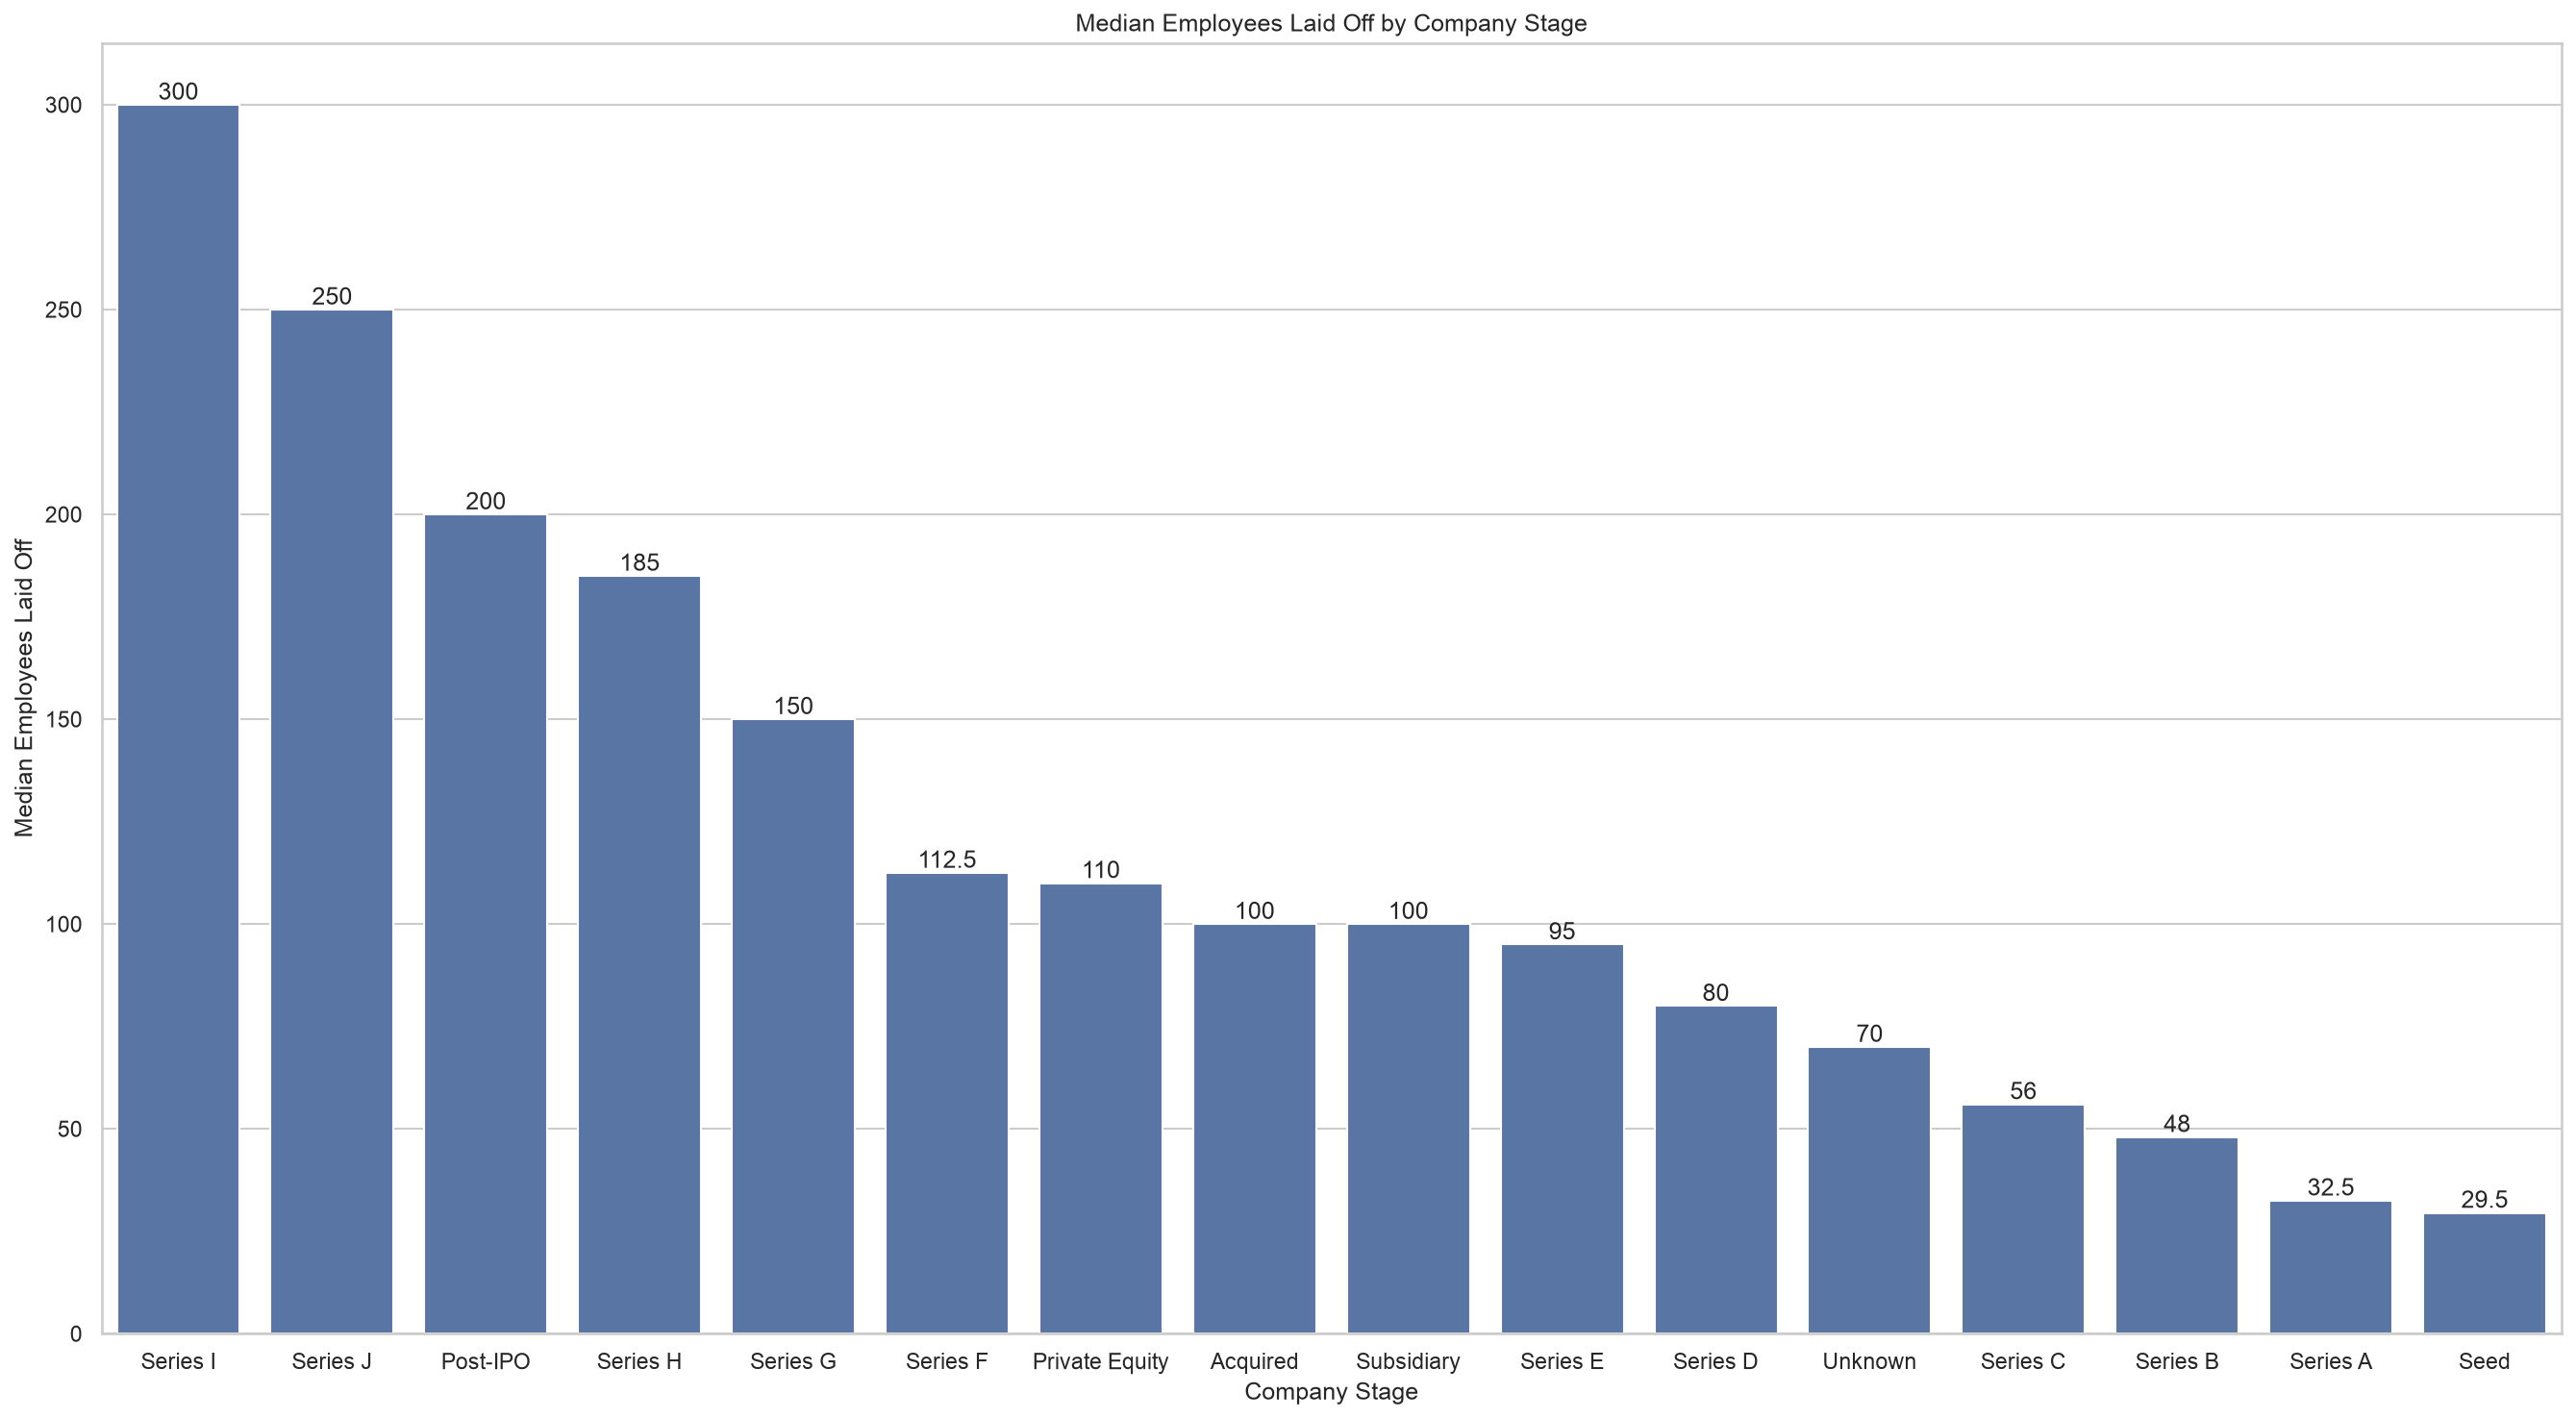 Median Employees Laid Off by Company Stage
Median Employees Laid Off
300
250
200
150
100
50
0
300
250
200
185
150
112.5
110
100
100
95
80
70
56
48
32.5
29.5
Series I
Series J
Post-IPO
Series H
Series G
Series F
Private Equity
Acquired
Subsidiary
Series E
Series D
Unknown
Series C
Series B
Series A
Seed
Company Stage